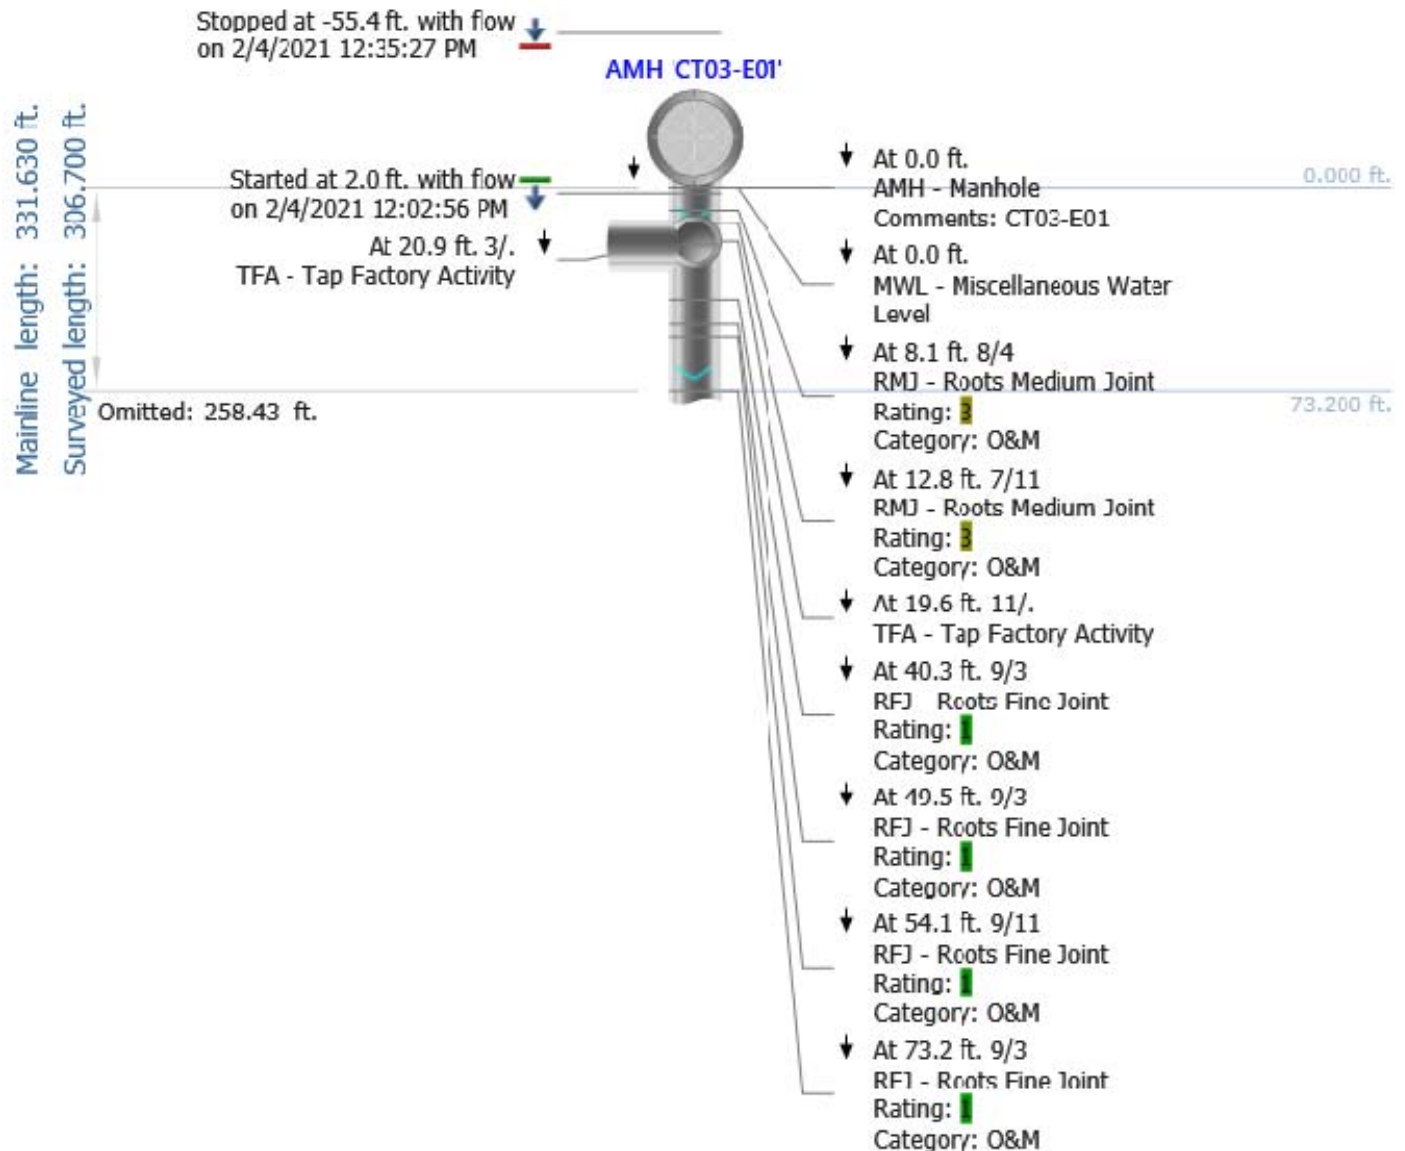 Stopped at -55.4 ft. with flow
on 2/4/2021 12:35:27 PM
AMH 'CT03-E01'
Mainline length: 331.630 ft.
Surveyed length: 306.700 ft.
Started at 2.0 ft. with flow
on 2/4/2021 12:02:56 PM
At 20.9 ft. 3/.
TFA - Tap Factory Activity
Omitted: 258.43 ft.
0.000 ft.
73.200 ft.
At 0.0 ft.
AMH - Manhole
Comments: CT03-E01
At 0.0 ft.
MWL - Miscellaneous Water
Level
At 8.1 ft. 8/4
RMJ - Roots Medium Joint
Rating: 3
Category: O&M
At 12.8 ft. 7/11
RMJ - Roots Medium Joint
Rating: 3
Category: O&M
At 19.6 ft. 11/.
TFA - Tap Factory Activity
At 40.3 ft. 9/3
RFJ - Roots Fine Joint
Rating: 1
Category: O&M
At 49.5 ft. 9/3
RFJ - Roots Fine Joint
Rating: 1
Category: O&M
At 54.1 ft. 9/11
RFJ - Roots Fine Joint
Rating: 1
Category: O&M
At 73.2 ft. 9/3
RFJ - Roots Fine Joint
Rating: 1
Category: O&M